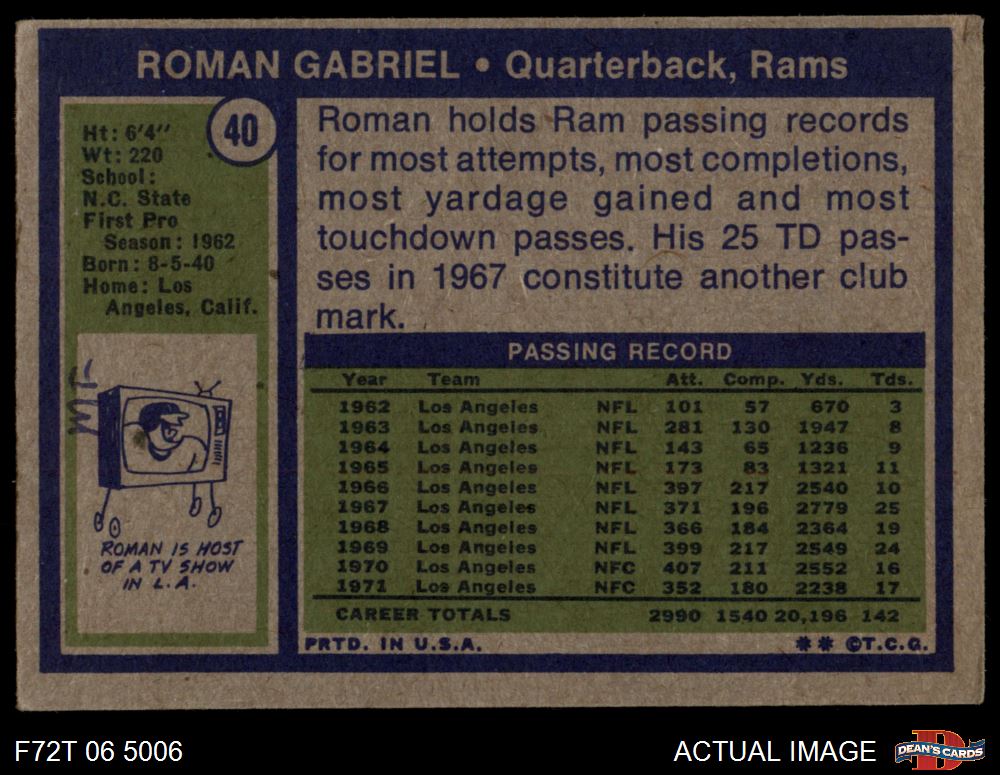 ROMAN GABRIEL • Quarterback, Rams
40
Ht: 6'4"
Wt: 220
School:
N.C. State
First Pro
Season: 1962
Born: 8-5-40
Home: Los
Angeles, Calif.
Roman holds Ram passing records
for most attempts, most completions,
most yardage gained and most
touchdown passes. His 25 TD pas-
ses in 1967 constitute another club
mark.
MT-
ROMAN IS HOST
OF A TV SHOW
IN L.A.
PASSING RECORD
Year Team Att. Comp. Yds. Tds.
1962 Los Angeles NFL 101 57 670 3
1963 Los Angeles NFL 281 130 1947 8
1964 Los Angeles NFL 143 65 1236 9
1965 Los Angeles NFL 173 83 1321 11
1966 Los Angeles NFL 397 217 2540 10
1967 Los Angeles NFL 371 196 2779 25
1968 Los Angeles NFL 366 184 2364 19
1969 Los Angeles NFL 399 217 2549 24
1970 Los Angeles NFC 407 211 2552 16
1971 Los Angeles NFC 352 180 2238 17
CAREER TOTALS 2990 1540 20,196 142
PRTD. IN U.S.A. ** ©T.C.G.
F72T 06 5006 ACTUAL IMAGE DEAN'S CARDS